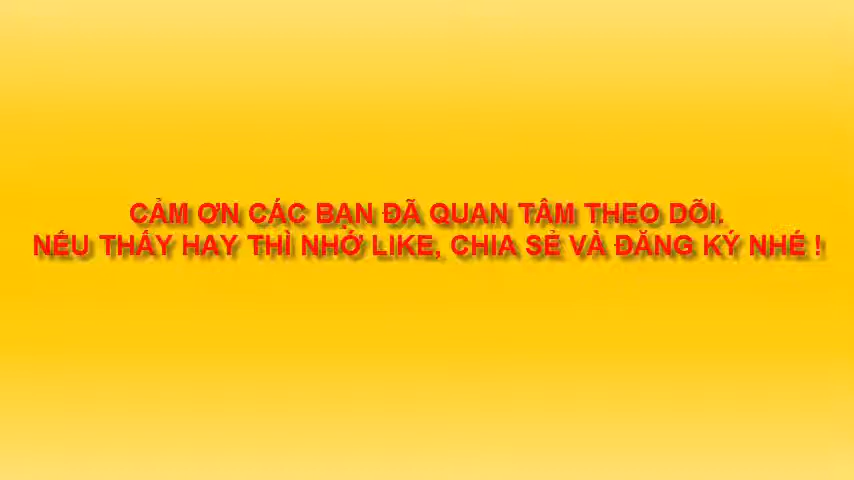 CẢM ƠN CÁC BẠN ĐÃ QUAN TÂM THEO DÕI.
NẾU THẤY HAY THÌ NHỚ LIKE, CHIA SẺ VÀ ĐĂNG KÝ NHÉ !